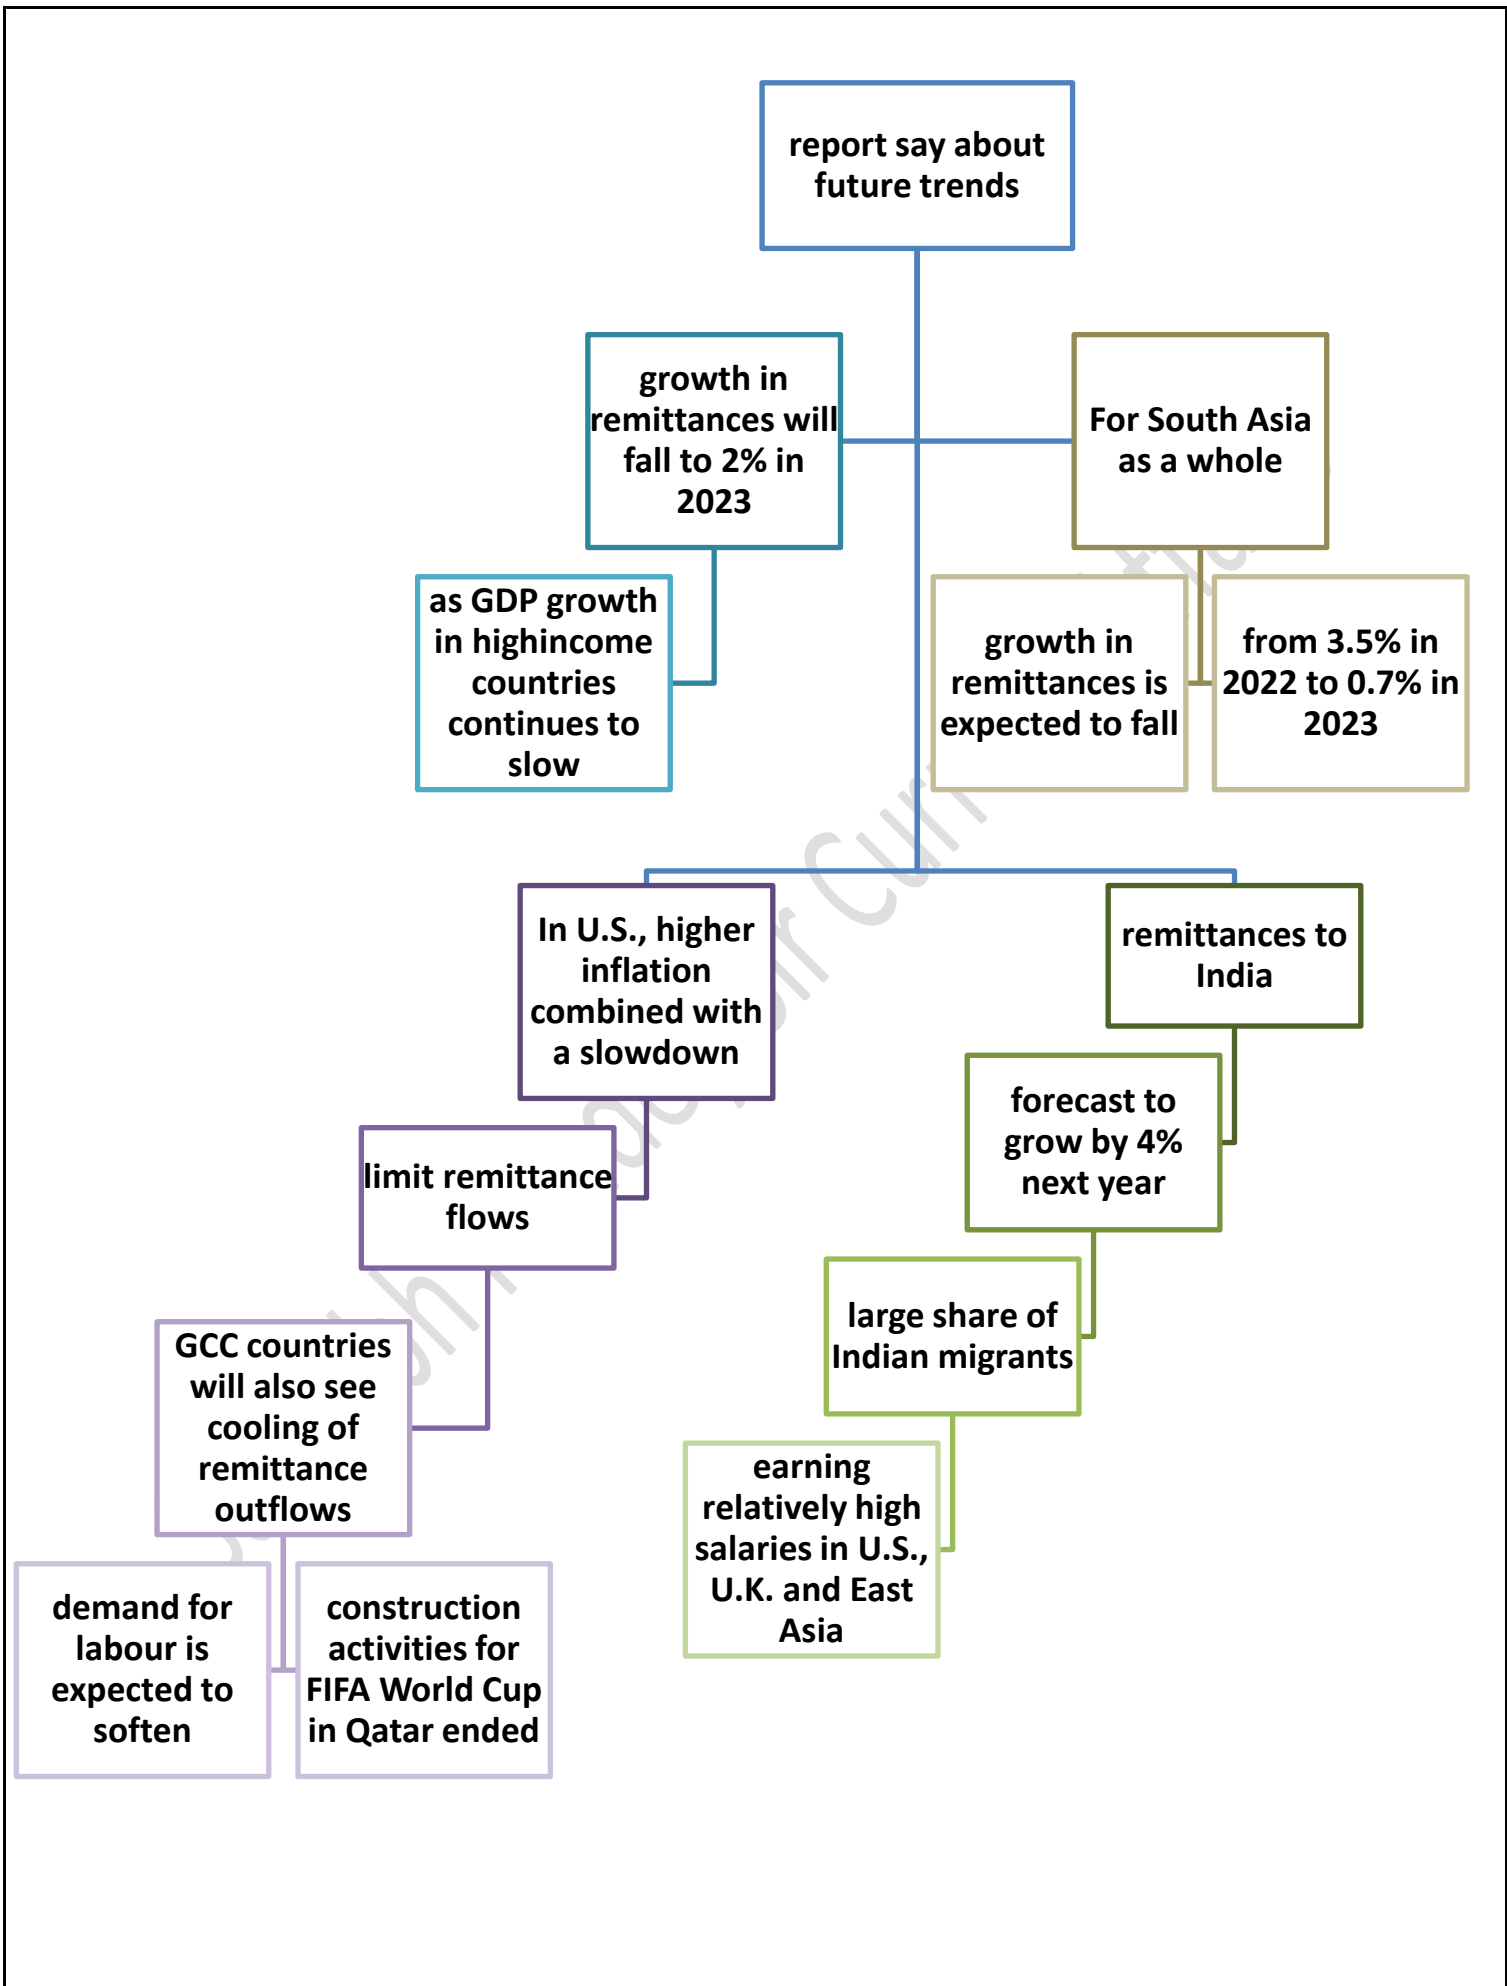 report say about
future trends
growth in
remittances will
fall to 2% in
2023
For South Asia
as a whole
as GDP growth
in highincome
countries
continues to
slow
growth in
remittances is
expected to fall
from 3.5% in
2022 to 0.7% in
2023
In U.S., higher
inflation
combined with
a slowdown
remittances to
India
limit remittance
flows
forecast to
grow by 4%
next year
GCC countries
will also see
cooling of
remittance
outflows
large share of
Indian migrants
demand for
labour is
expected to
soften
construction
activities for
FIFA World Cup
in Qatar ended
earning
relatively high
salaries in U.S.,
U.K. and East
Asia